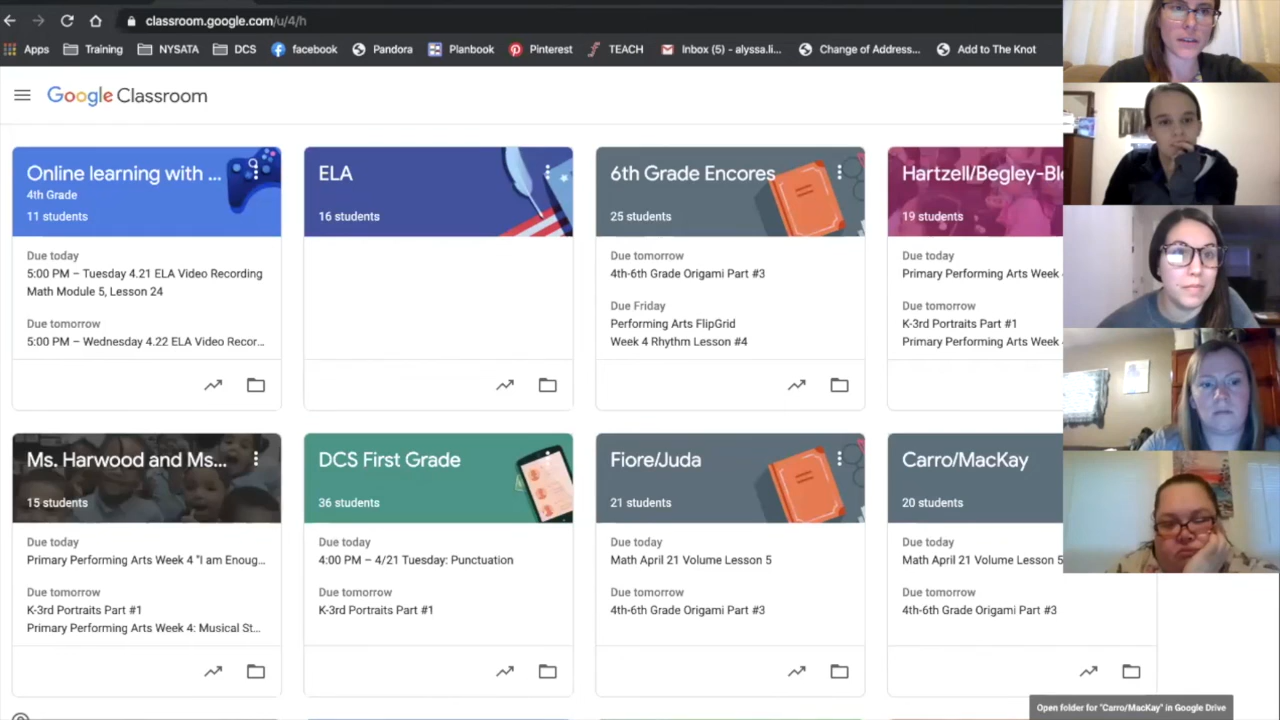 classroom.google.com/u/4/h
Apps Training NYSATA DCS facebook Pandora Planbook Pinterest TEACH Inbox (5) - alyssa.li... Change of Address... Add to The Knot
Google Classroom
Online learning with ...
4th Grade
11 students
Due today
5:00 PM – Tuesday 4.21 ELA Video Recording
Math Module 5, Lesson 24
Due tomorrow
5:00 PM – Wednesday 4.22 ELA Video Recor...
ELA
16 students
6th Grade Encores
25 students
Due tomorrow
4th-6th Grade Origami Part #3
Due Friday
Performing Arts FlipGrid
Week 4 Rhythm Lesson #4
Hartzell/Begley-Blo
19 students
Due today
Primary Performing Arts Week 4
Due tomorrow
K-3rd Portraits Part #1
Primary Performing Arts Week 4
Ms. Harwood and Ms...
15 students
Due today
Primary Performing Arts Week 4 "I am Enoug...
Due tomorrow
K-3rd Portraits Part #1
Primary Performing Arts Week 4: Musical St...
DCS First Grade
36 students
Due today
4:00 PM – 4/21 Tuesday: Punctuation
Due tomorrow
K-3rd Portraits Part #1
Fiore/Juda
21 students
Due today
Math April 21 Volume Lesson 5
Due tomorrow
4th-6th Grade Origami Part #3
Carro/MacKay
20 students
Due today
Math April 21 Volume Lesson 5
Due tomorrow
4th-6th Grade Origami Part #3
Open folder for "Carro/MacKay" in Google Drive